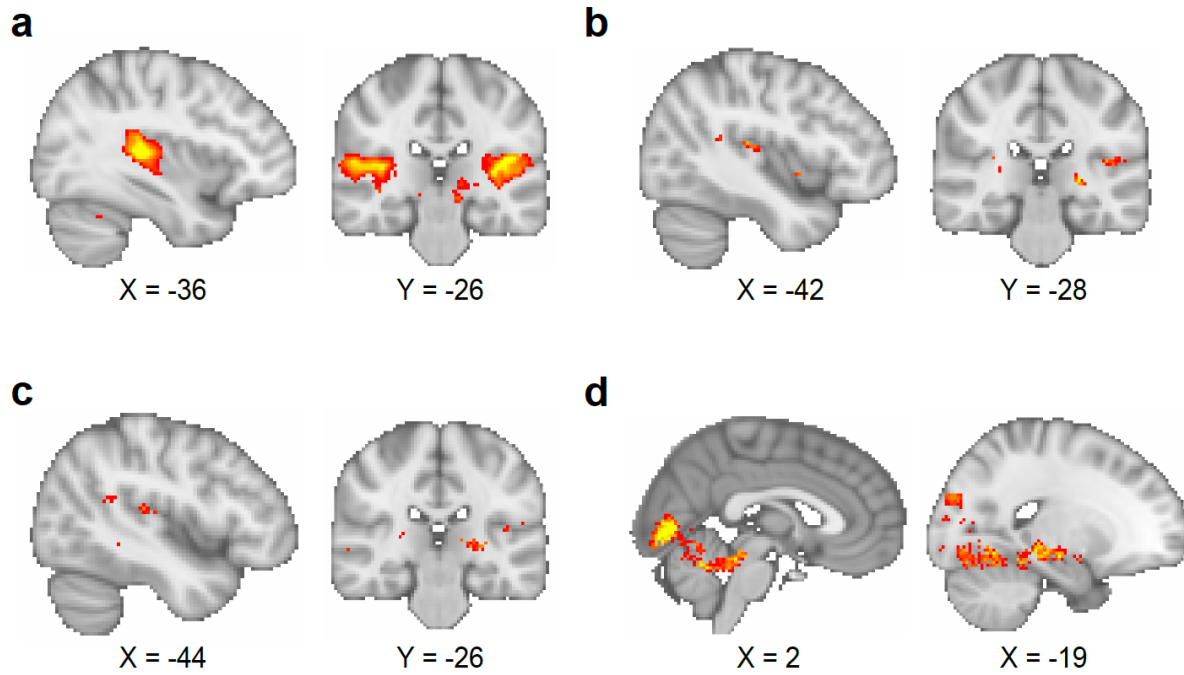 a
b
X = -36
Y = -26
X = -42
Y = -28
c
d
X = -44
Y = -26
X = 2
X = -19